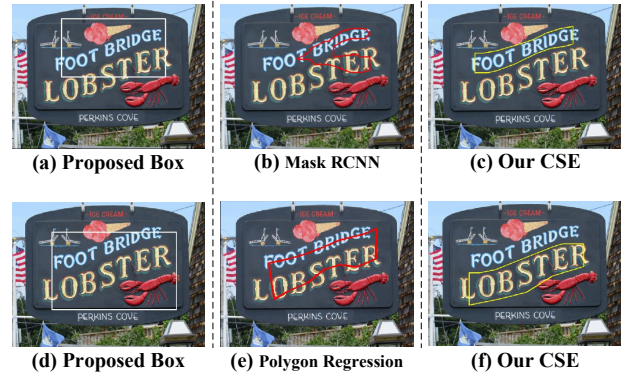 ICE CREAM
FOOT BRIDGE
LOBSTER
PERKINS COVE
(a) Proposed Box
ICE CREAM
FOOT BRIDGE
LOBSTER
PERKINS COVE
(b) Mask RCNN
ICE CREAM
FOOT BRIDGE
LOBSTER
PERKINS COVE
(c) Our CSE
ICE CREAM
FOOT BRIDGE
LOBSTER
PERKINS COVE
(d) Proposed Box
ICE CREAM
FOOT BRIDGE
LOBSTER
PERKINS COVE
(e) Polygon Regression
ICE CREAM
FOOT BRIDGE
LOBSTER
PERKINS COVE
(f) Our CSE